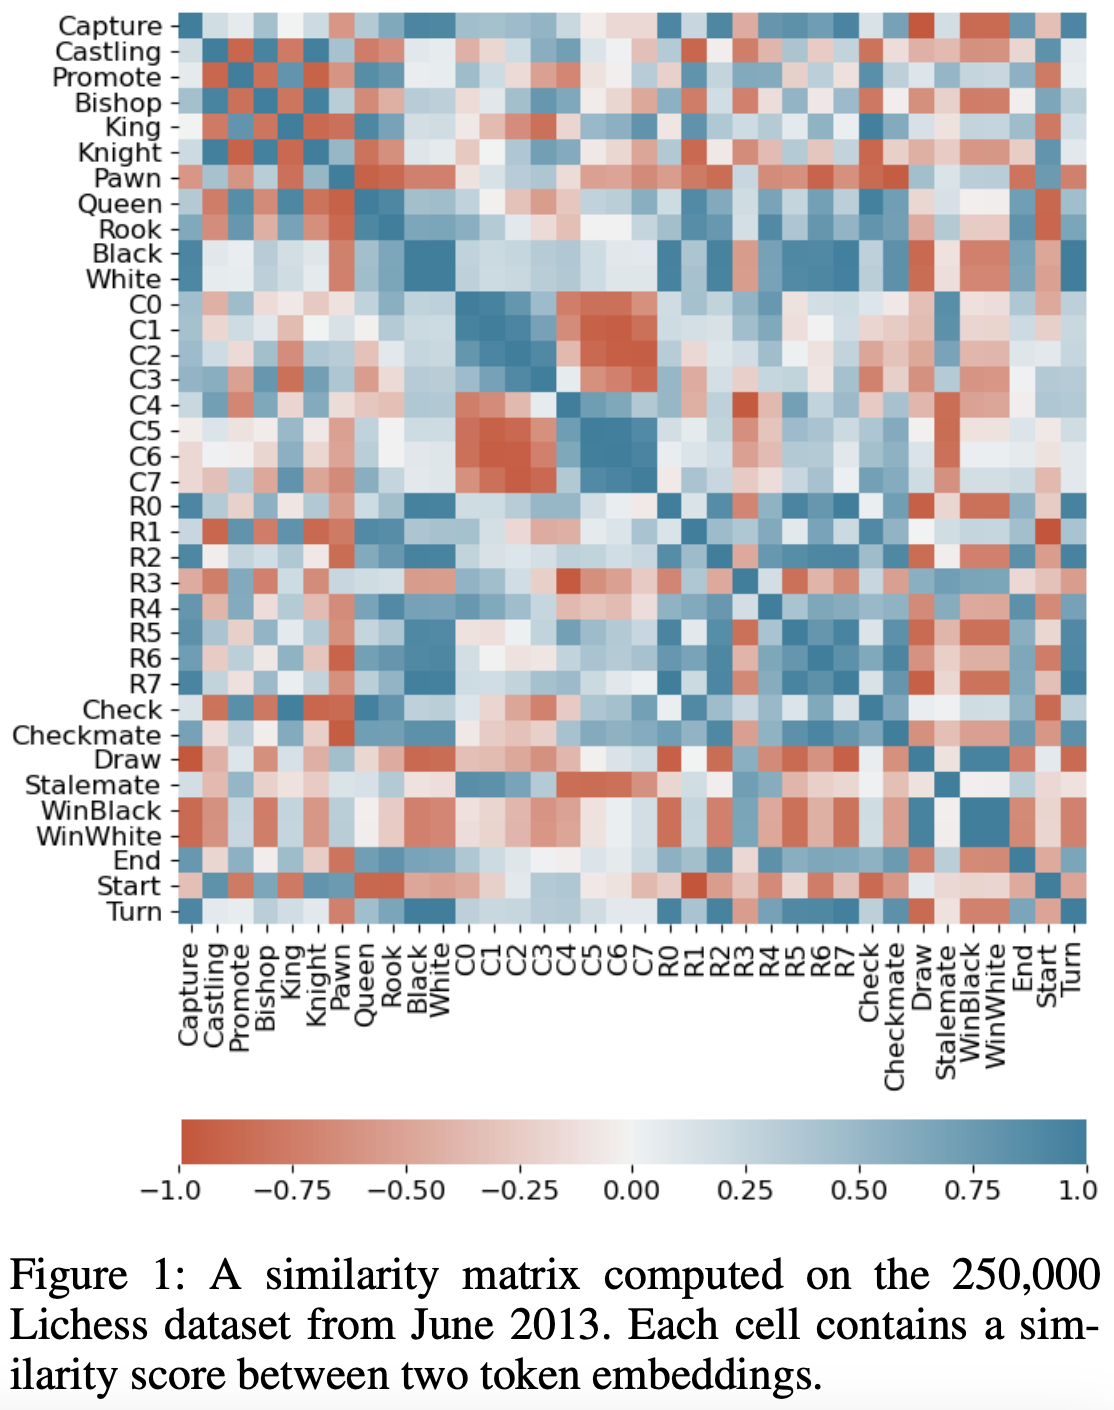 Capture
Castling
Promote
Bishop
King
Knight
Pawn
Queen
Rook
Black
White
C0
C1
C2
C3
C4
C5
C6
C7
R0
R1
R2
R3
R4
R5
R6
R7
Check
Checkmate
Draw
Stalemate
WinBlack
WinWhite
End
Start
Turn
Capture
Castling
Promote
Bishop
King
Knight
Pawn
Queen
Rook
Black
White
C0
C1
C2
C3
C4
C5
C6
C7
R0
R1
R2
R3
R4
R5
R6
R7
Check
Checkmate
Draw
Stalemate
WinBlack
WinWhite
End
Start
Turn
−1.0 −0.75 −0.50 −0.25 0.00 0.25 0.50 0.75 1.0
Figure 1: A similarity matrix computed on the 250,000
Lichess dataset from June 2013. Each cell contains a sim-
ilarity score between two token embeddings.